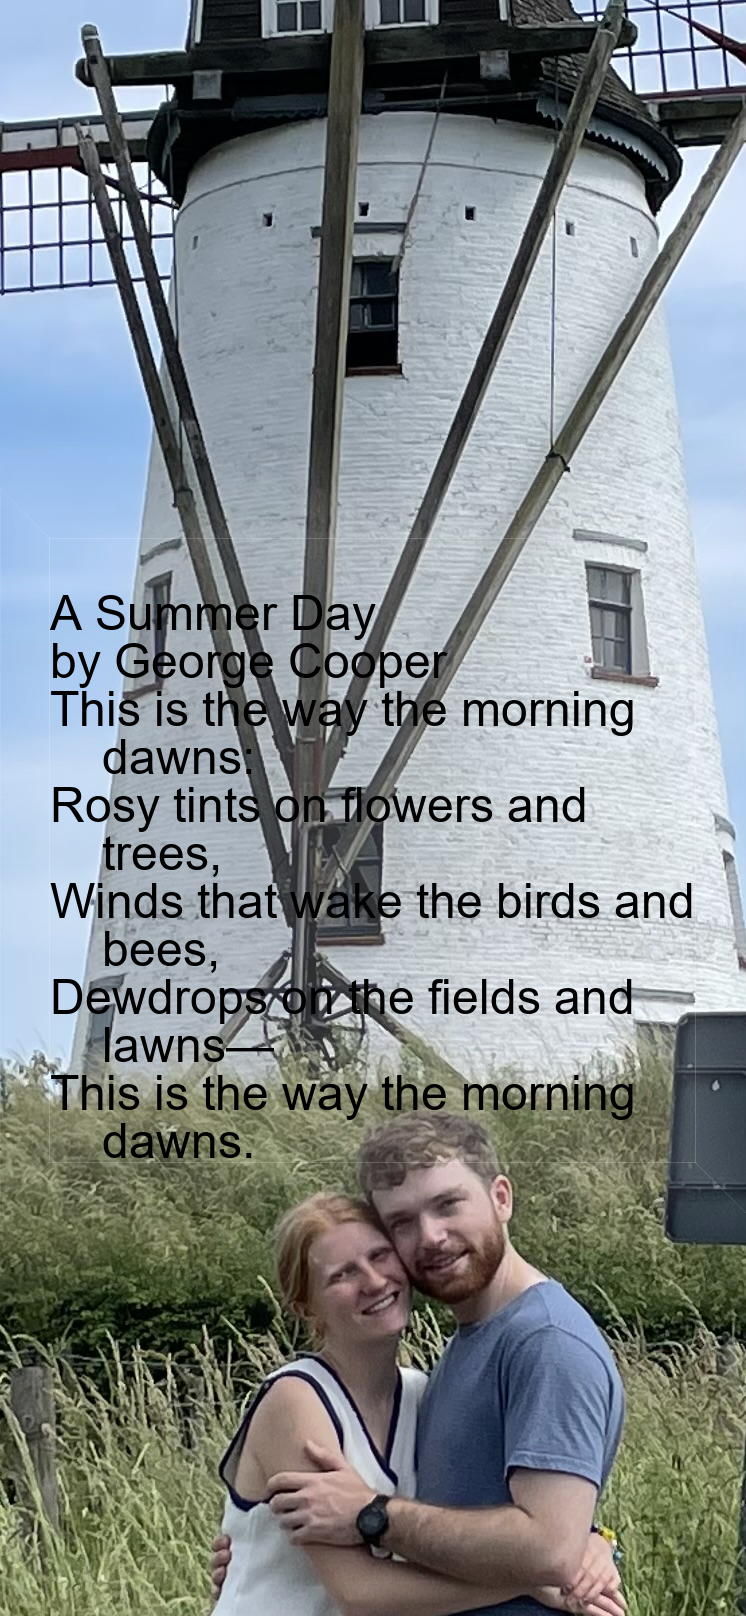 A Summer Day
by George Cooper
This is the way the morning
dawns:
Rosy tints on flowers and
trees,
Winds that wake the birds and
bees,
Dewdrops on the fields and
lawns—
This is the way the morning
dawns.